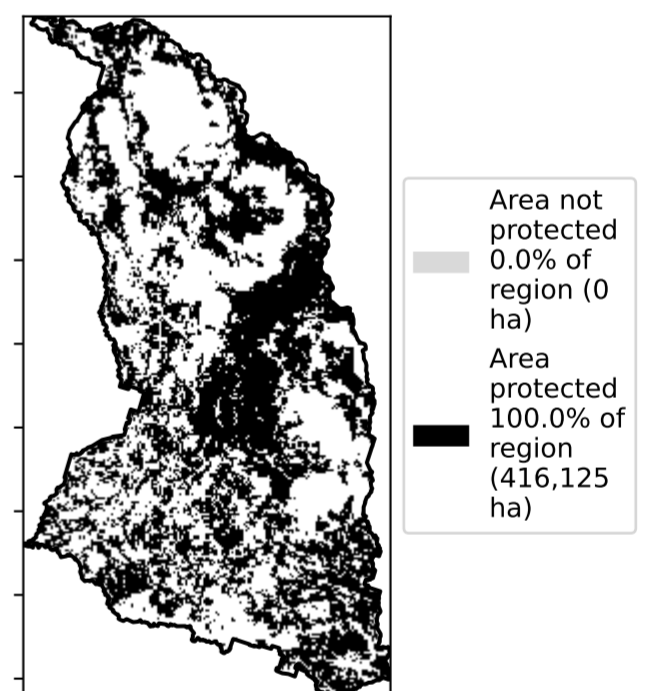 Area not
protected
0.0% of
region (0
ha)
Area
protected
100.0% of
region
(416,125
ha)